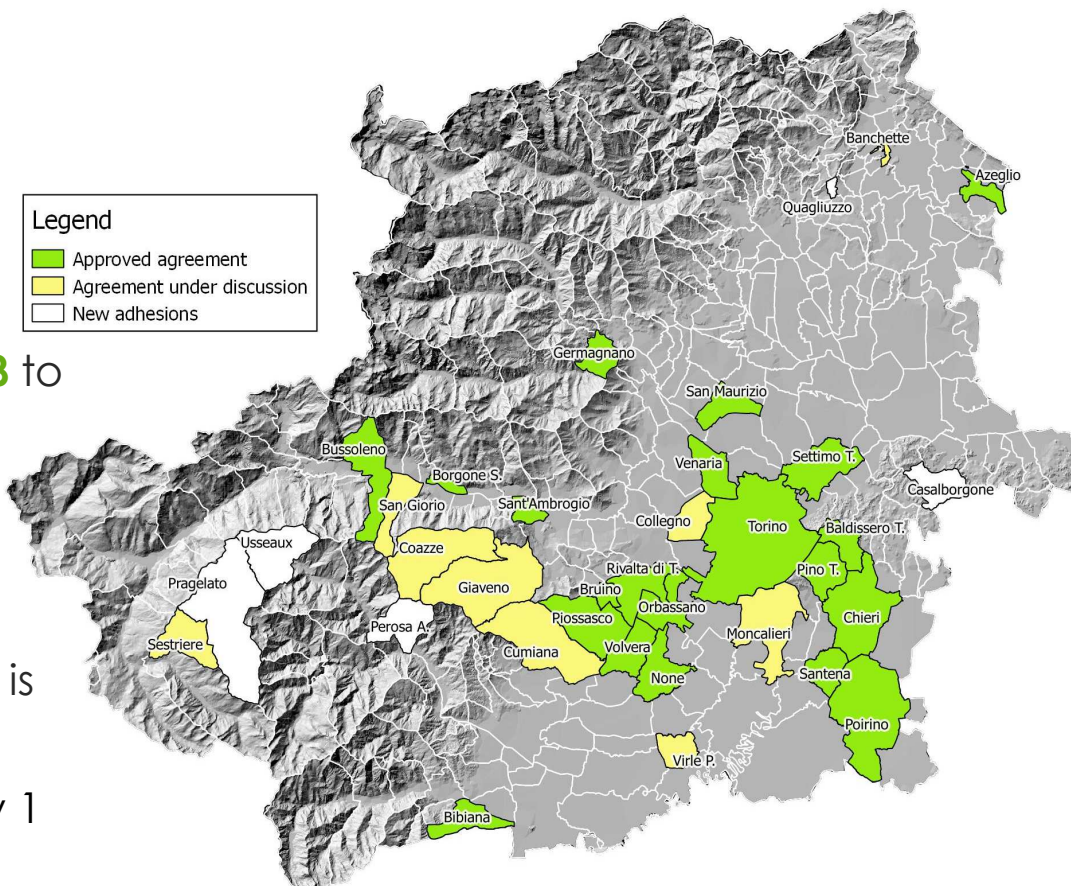 Legend
Approved agreement
Agreement under discussion
New adhesions
to
is
1
Banchette
Azeglio
Quagliuzzo
Germagnano
San Maurizio
Bussoleno
Borgone S.
Venaria
Settimo T.
Casalborgone
San Giorio
Sant'Ambrogio
Collegno
Torino
Baldissero T.
Usseaux
Coazze
Pragelato
Giaveno
Rivalta di T.
Pino T.
Bruino
Perosa A.
Piossasco
Orbassano
Chieri
Sestriere
Cumiana
Volvera
Moncalieri
None
Santena
Poirino
Virle P.
Bibiana